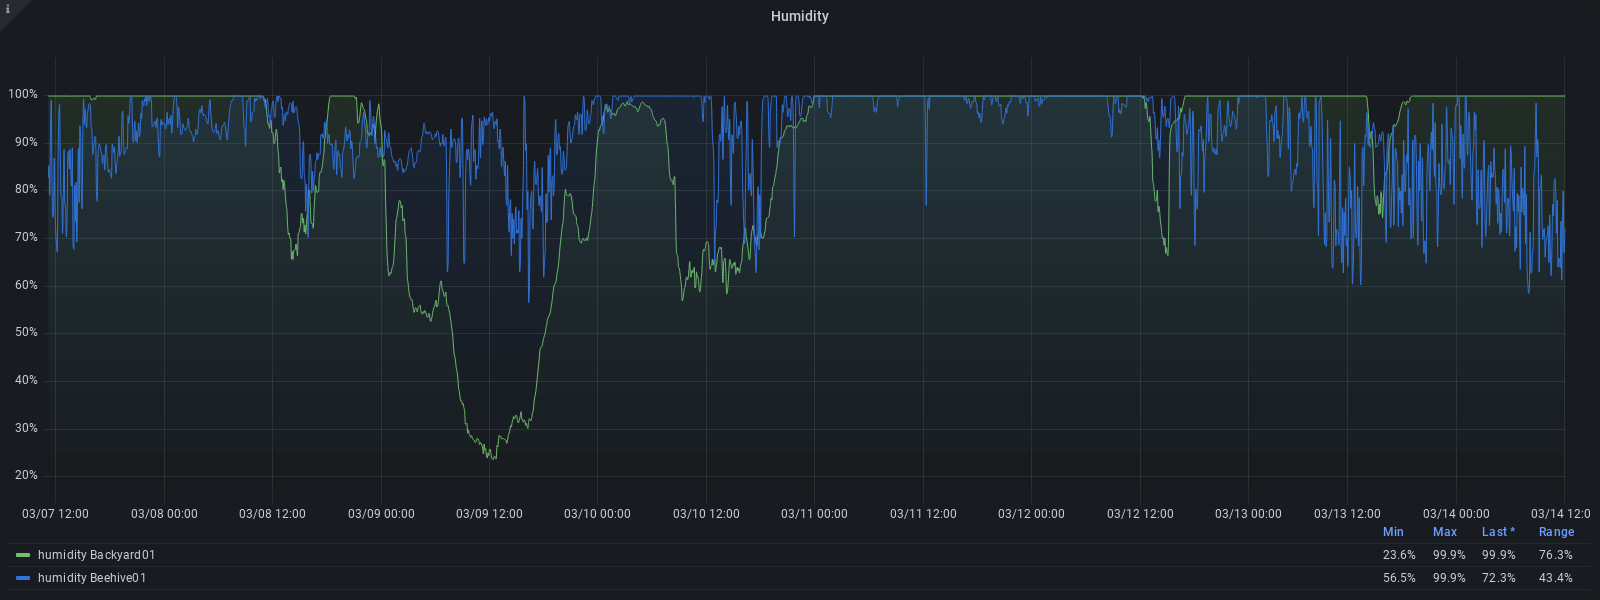 i
Humidity
100%
90%
80%
70%
60%
50%
40%
30%
20%
03/07 12:00 03/08 00:00 03/08 12:00 03/09 00:00 03/09 12:00 03/10 00:00 03/10 12:00 03/11 00:00 03/11 12:00 03/12 00:00 03/12 12:00 03/13 00:00 03/13 12:00 03/14 00:00 03/14 12:0
Min Max Last * Range
humidity Backyard01 23.6% 99.9% 99.9% 76.3%
humidity Beehive01 56.5% 99.9% 72.3% 43.4%